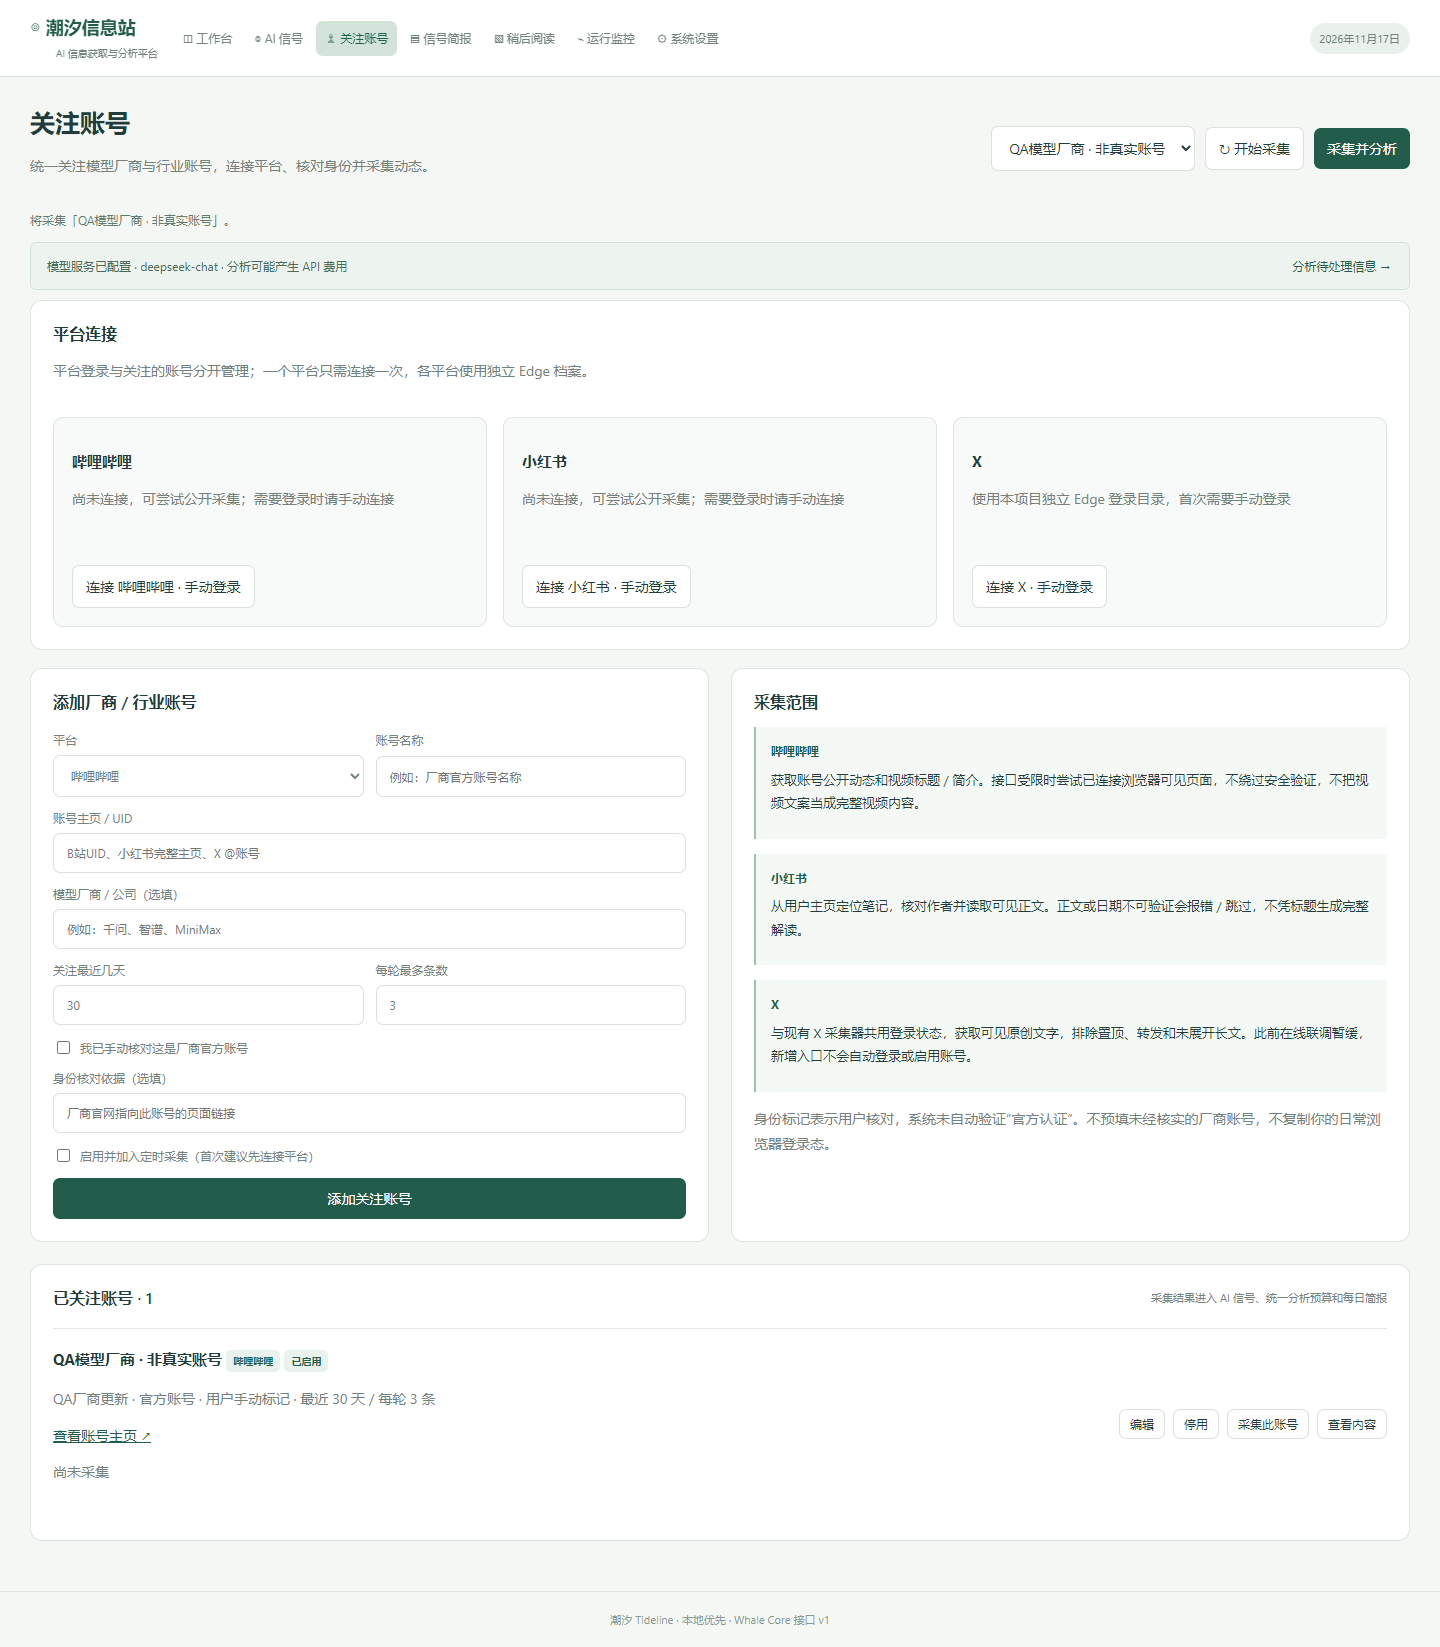 潮汐信息站
AI 信息获取与分析平台
工作台
AI 信号
关注账号
信号简报
稍后阅读
运行监控
系统设置
2026年11月17日
关注账号
统一关注模型厂商与行业账号，连接平台、核对身份并采集动态。
QA模型厂商 · 非真实账号
↻ 开始采集
采集并分析
将采集「QA模型厂商 · 非真实账号」。
模型服务已配置 · deepseek-chat · 分析可能产生 API 费用
分析待处理信息 →
平台连接
平台登录与关注的账号分开管理；一个平台只需连接一次，各平台使用独立 Edge 档案。
哔哩哔哩
尚未连接，可尝试公开采集；需要登录时请手动连接
连接 哔哩哔哩 · 手动登录
小红书
尚未连接，可尝试公开采集；需要登录时请手动连接
连接 小红书 · 手动登录
X
使用本项目独立 Edge 登录目录，首次需要手动登录
连接 X · 手动登录
添加厂商 / 行业账号
平台
账号名称
哔哩哔哩
例如：厂商官方账号名称
账号主页 / UID
B站UID、小红书完整主页、X @账号
模型厂商 / 公司（选填）
例如：千问、智谱、MiniMax
关注最近几天
每轮最多条数
30
3
我已手动核对这是厂商官方账号
身份核对依据（选填）
厂商官网指向此账号的页面链接
启用并加入定时采集（首次建议先连接平台）
添加关注账号
采集范围
哔哩哔哩
获取账号公开动态和视频标题 / 简介。接口受限时尝试已连接浏览器可见页面，不绕过安全验证，不把视
频文案当成完整视频内容。
小红书
从用户主页定位笔记，核对作者并读取可见正文。正文或日期不可验证会报错 / 跳过，不凭标题生成完整
解读。
X
与现有 X 采集器共用登录状态，获取可见原创文字，排除置顶、转发和未展开长文。此前在线联调暂缓，
新增入口不会自动登录或启用账号。
身份标记表示用户核对，系统未自动验证“官方认证”。不预填未经核实的厂商账号，不复制你的日常浏
览器登录态。
已关注账号 · 1
采集结果进入 AI 信号、统一分析预算和每日简报
QA模型厂商 · 非真实账号 哔哩哔哩 已启用
QA厂商更新 · 官方账号 · 用户手动标记 · 最近 30 天 / 每轮 3 条
查看账号主页 ↗
尚未采集
编辑
停用
采集此账号
查看内容
潮汐 Tideline · 本地优先 · Whale Core 接口 v1